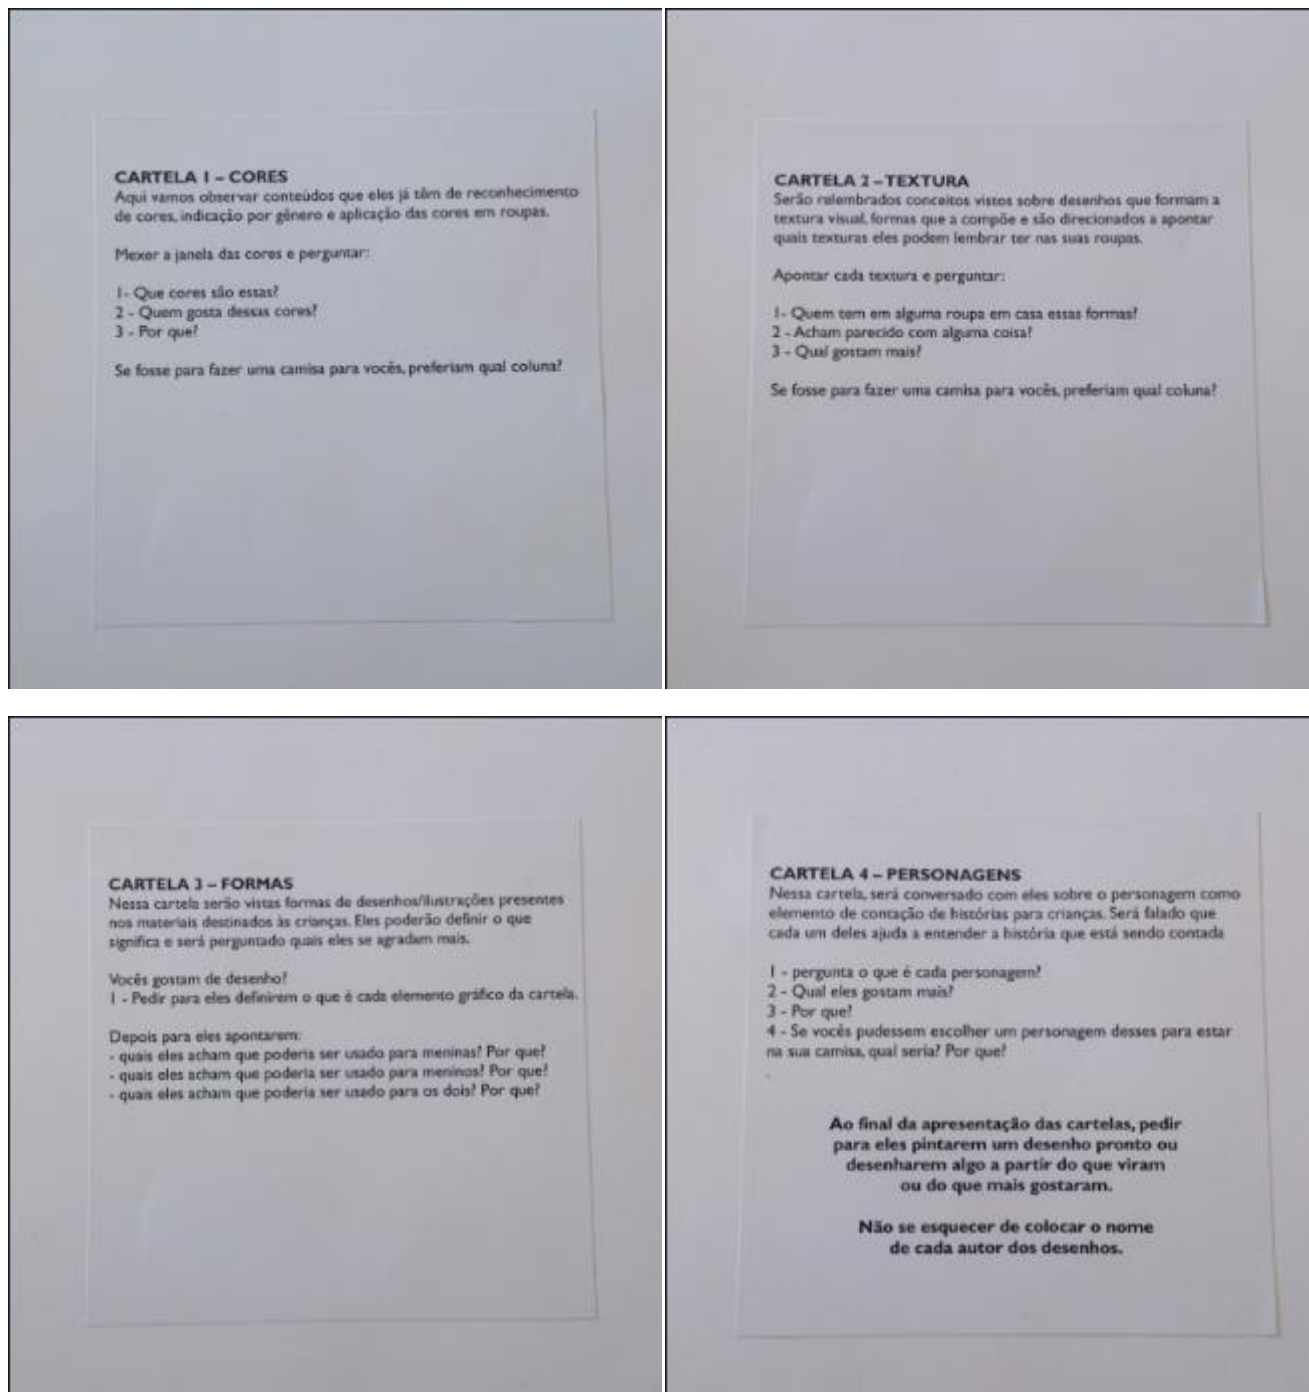 CARTELA 1 – CORES
Aqui vamos observar conteúdos que eles já têm de reconhecimento
de cores, indicação por gênero e aplicação das cores em roupas.
Mexer a janela das cores e perguntar:
1- Que cores são essas?
2 - Quem gosta dessas cores?
3 - Por que?
Se fosse para fazer uma camisa para vocês, preferiam qual coluna?
CARTELA 2 – TEXTURA
Serão relembrados conceitos vistos sobre desenhos que formam a
textura visual, formas que a compõe e são direcionados a apontar
quais texturas eles podem lembrar ter nas suas roupas.
Apontar cada textura e perguntar:
1- Quem tem em alguma roupa em casa essas formas?
2 - Acham parecido com alguma coisa?
3 - Qual gostam mais?
Se fosse para fazer uma camisa para vocês, preferiam qual coluna?
CARTELA 3 – FORMAS
Nessa cartela serão vistas formas de desenhos/ilustrações presentes
nos materiais destinados às crianças. Eles poderão definir o que
significa e será perguntado quais eles se agradam mais.
Vocês gostam de desenho?
1 - Pedir para eles definirem o que é cada elemento gráfico da cartela.
Depois para eles apontarem:
- quais eles acham que poderia ser usado para meninas? Por que?
- quais eles acham que poderia ser usado para meninos? Por que?
- quais eles acham que poderia ser usado para os dois? Por que?
CARTELA 4 – PERSONAGENS
Nessa cartela, será conversado com eles sobre o personagem como
elemento de contação de histórias para crianças. Será falado que
cada um deles ajuda a entender a história que está sendo contada
1 - pergunta o que é cada personagem?
2 - Qual eles gostam mais?
3 - Por que?
4 - Se vocês pudessem escolher um personagem desses para estar
na sua camisa, qual seria? Por que?
.
Ao final da apresentação das cartelas, pedir
para eles pintarem um desenho pronto ou
desenharem algo a partir do que viram
ou do que mais gostaram.
Não se esquecer de colocar o nome
de cada autor dos desenhos.